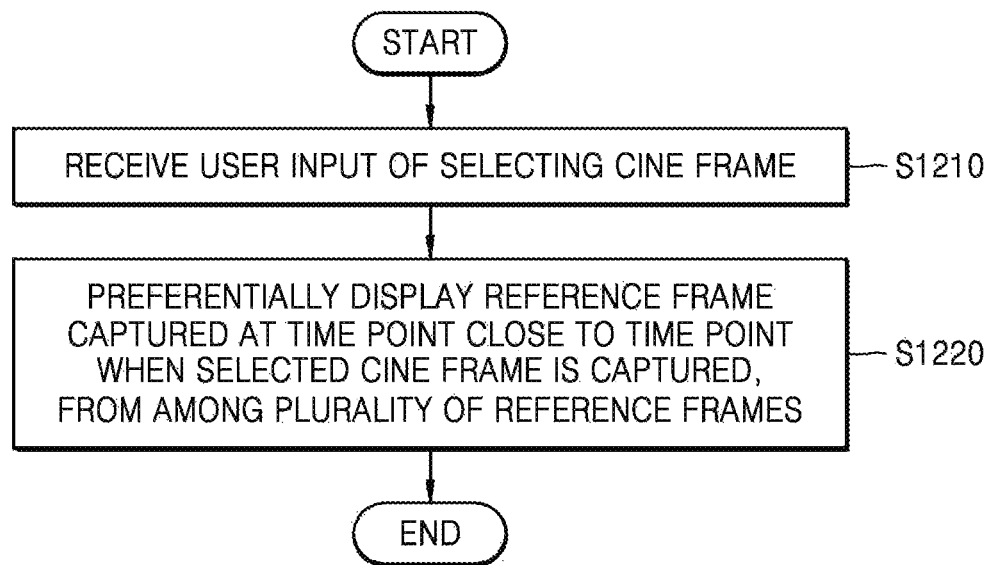 START
RECEIVE USER INPUT OF SELECTING CINE FRAME
S1210
PREFERENTIALLY DISPLAY REFERENCE FRAME
CAPTURED AT TIME POINT CLOSE TO TIME POINT
WHEN SELECTED CINE FRAME IS CAPTURED,
FROM AMONG PLURALITY OF REFERENCE FRAMES
S1220
END